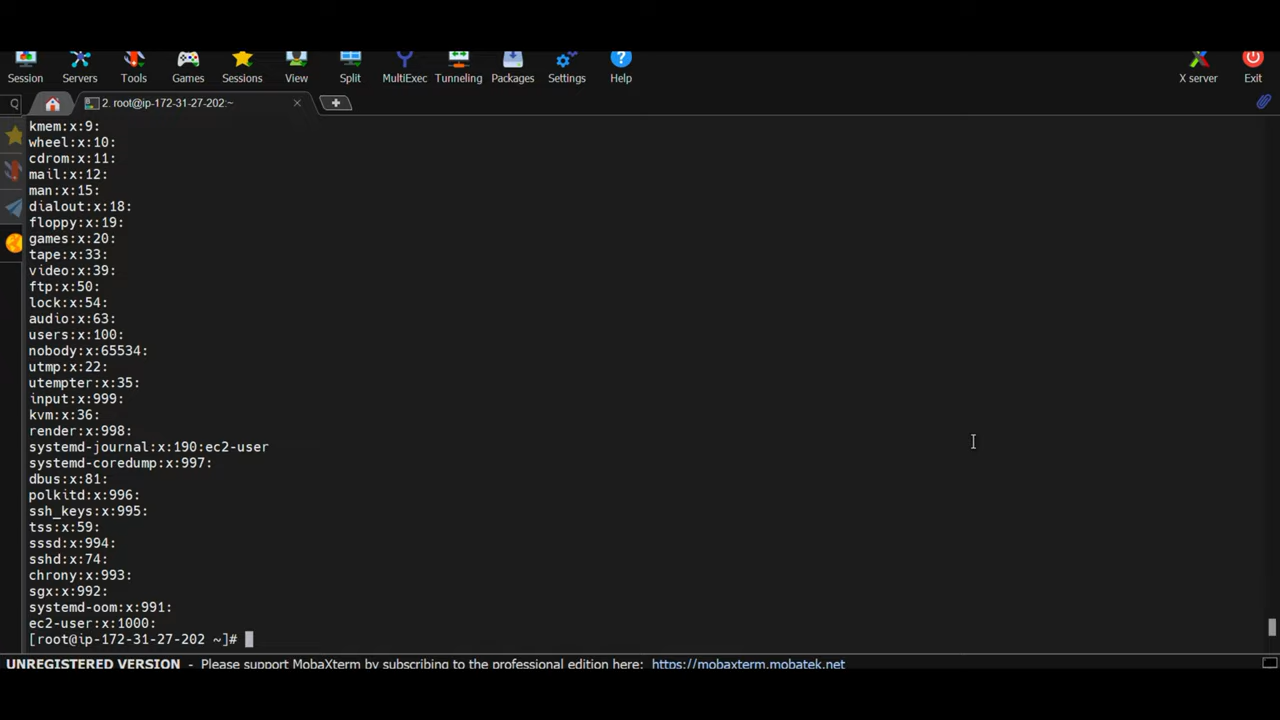 Session Servers Tools Games Sessions View Split MultiExec Tunneling Packages Settings Help X server Exit
2. root@ip-172-31-27-202:~
kmem:x:9:
wheel:x:10:
cdrom:x:11:
mail:x:12:
man:x:15:
dialout:x:18:
floppy:x:19:
games:x:20:
tape:x:33:
video:x:39:
ftp:x:50:
lock:x:54:
audio:x:63:
users:x:100:
nobody:x:65534:
utmp:x:22:
utempter:x:35:
input:x:999:
kvm:x:36:
render:x:998:
systemd-journal:x:190:ec2-user
systemd-coredump:x:997:
dbus:x:81:
polkitd:x:996:
ssh_keys:x:995:
tss:x:59:
sssd:x:994:
sshd:x:74:
chrony:x:993:
sgx:x:992:
systemd-oom:x:991:
ec2-user:x:1000:
[root@ip-172-31-27-202 ~]#
UNREGISTERED VERSION - Please support MobaXterm by subscribing to the professional edition here: https://mobaxterm.mobatek.net